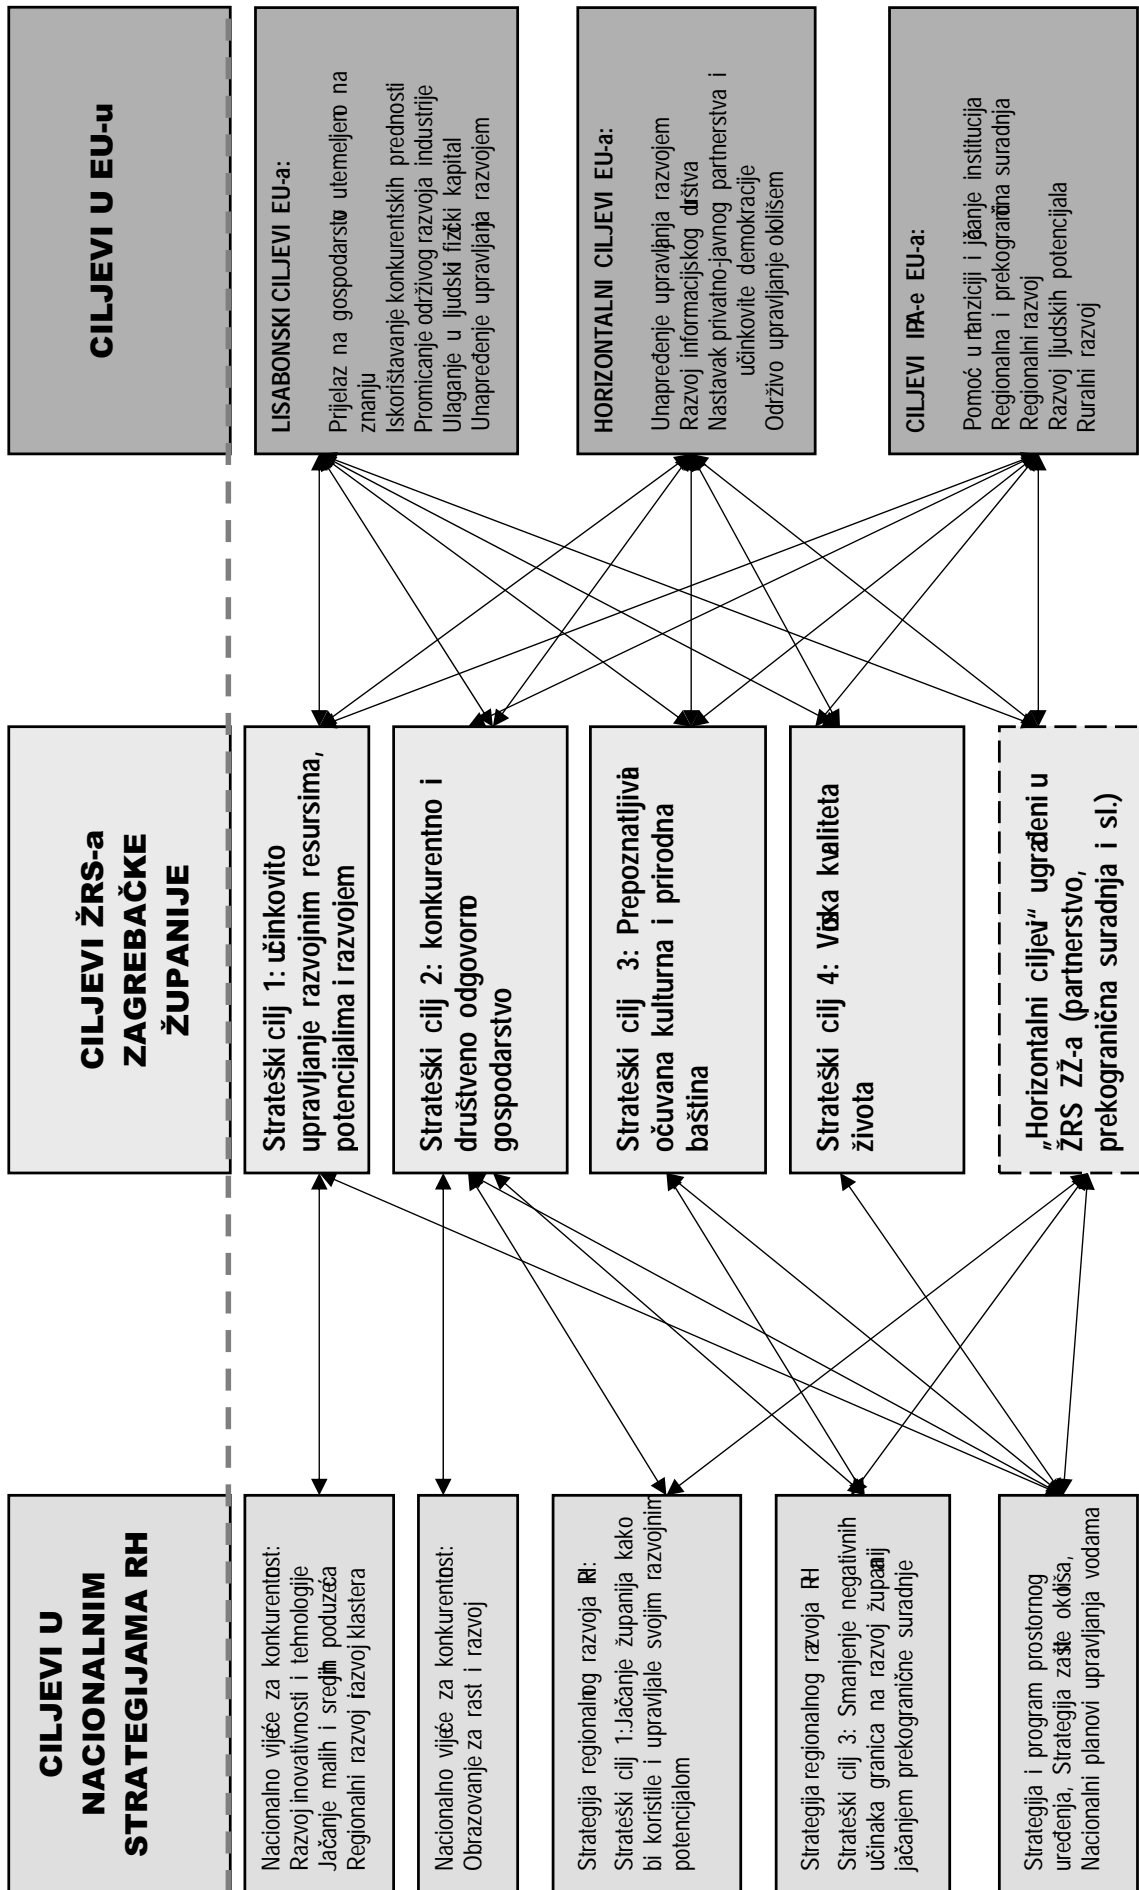 CILJEVI U
NACIONALNIM
STRATEGIJAMA RH
CILJEVI ŽRS-a
ZAGREBAČKE
ŽUPANIJE
CILJEVI U EU-u
Nacionalno vijeće za konkurentnost:
Razvoj inovativnosti i tehnologije
Jačanje malih i srednjih poduzeća
Regionalni razvoj i razvoj klastera
Nacionalno vijeće za konkurentnost:
Obrazovanje za rast i razvoj
Strategija regionalnog razvoja RH:
Strateški cilj 1:Jačanje županija kako
bi koristile i upravljale svojim razvojnim
potencijalom
Strategija regionalnog razvoja RH
Strateški cilj 3: Smanjenje negativnih
učinaka granica na razvoj županija
jačanjem prekogranične suradnje
Strategija i program prostornog
uređenja, Strategija zaštite okoliša,
Nacionalni planovi upravljanja vodama
Strateški cilj 1: učinkovito
upravljanje razvojnim resursima,
potencijalima i razvojem
Strateški cilj 2: konkurentno i
društveno odgovorno
gospodarstvo
Strateški cilj 3: Prepoznatljiva i
očuvana kulturna i prirodna
baština
Strateški cilj 4: Visoka kvaliteta
života
„Horizontalni ciljevi“ ugrađeni u
ŽRS ZŽ-a (partnerstvo,
prekogranična suradnja i sl.)
LISABONSKI CILJEVI EU-a:
Prijelaz na gospodarstvo utemeljeno na
znanju
Iskorištavanje konkurentskih prednosti
Promicanje održivog razvoja industrije
Ulaganje u ljudski i fizički kapital
Unapređenje upravljanja razvojem
HORIZONTALNI CILJEVI EU-a:
Unapređenje upravljanja razvojem
Razvoj informacijskog društva
Nastavak privatno-javnog partnerstva i
učinkovite demokracije
Održivo upravljanje okolišem
CILJEVI IPA-e EU-a:
Pomoć u tranziciji i jačanje institucija
Regionalna i prekogranična suradnja
Regionalni razvoj
Razvoj ljudskih potencijala
Ruralni razvoj